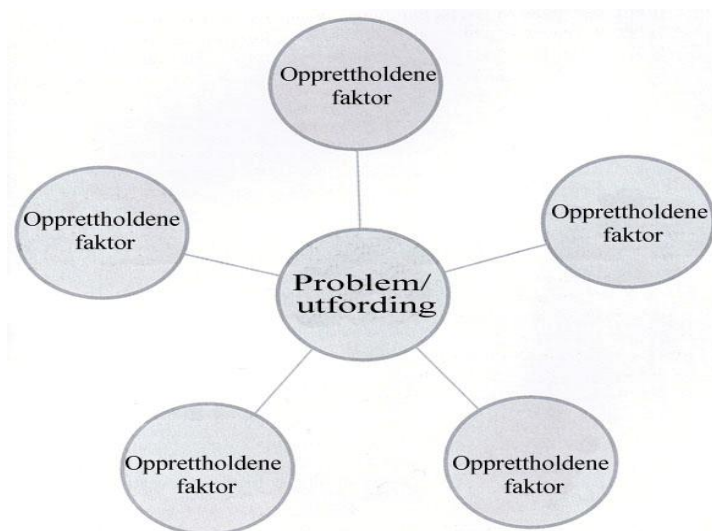 Opprettholdene
faktor
Opprettholdene
faktor
Opprettholdene
faktor
Problem/
utfording
Opprettholdene
faktor
Opprettholdene
faktor